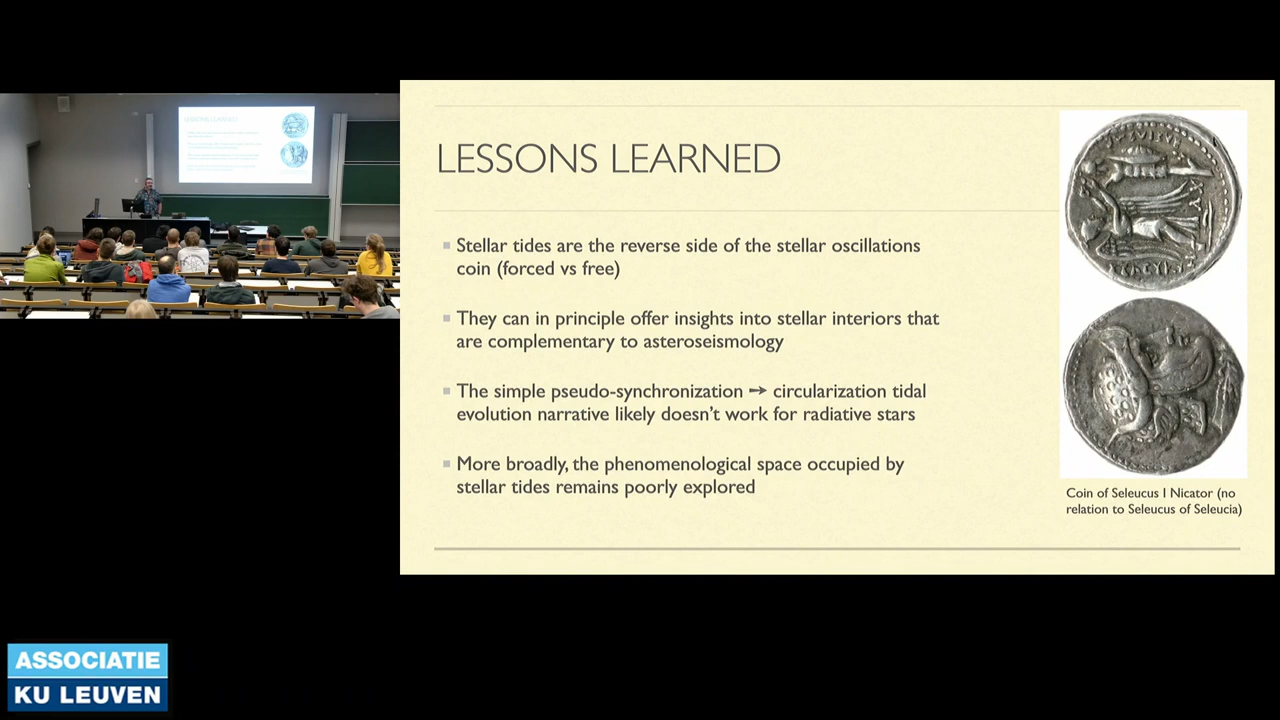 LESSONS LEARNED
LESSONS LEARNED
Stellar tides are the reverse side of the stellar oscillations
coin (forced vs free)
They can in principle offer insights into stellar interiors that
are complementary to asteroseismology
The simple pseudo-synchronization ➙ circularization tidal
evolution narrative likely doesn’t work for radiative stars
More broadly, the phenomenological space occupied by
stellar tides remains poorly explored
Coin of Seleucus I Nicator (no
relation to Seleucus of Seleucia)
ASSOCIATIE
KU LEUVEN